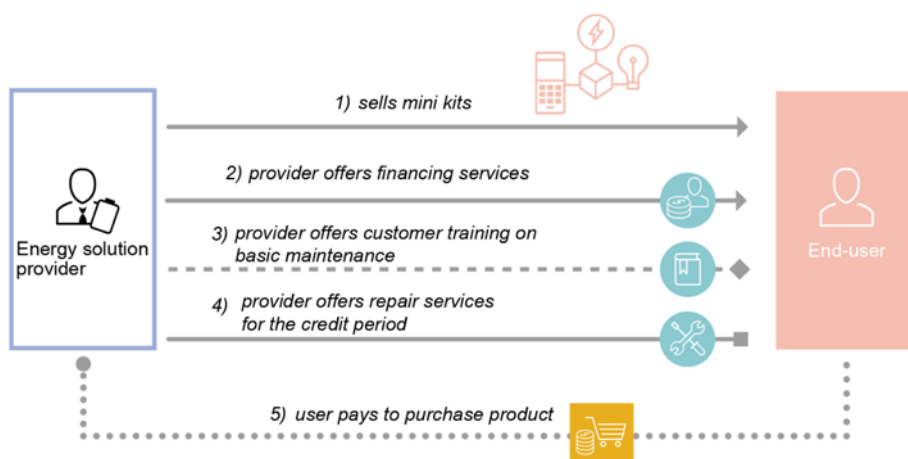 1) sells mini kits
2) provider offers financing services
3) provider offers customer training on
basic maintenance
Energy solution
provider
End-user
4) provider offers repair services
for the credit period
5) user pays to purchase product